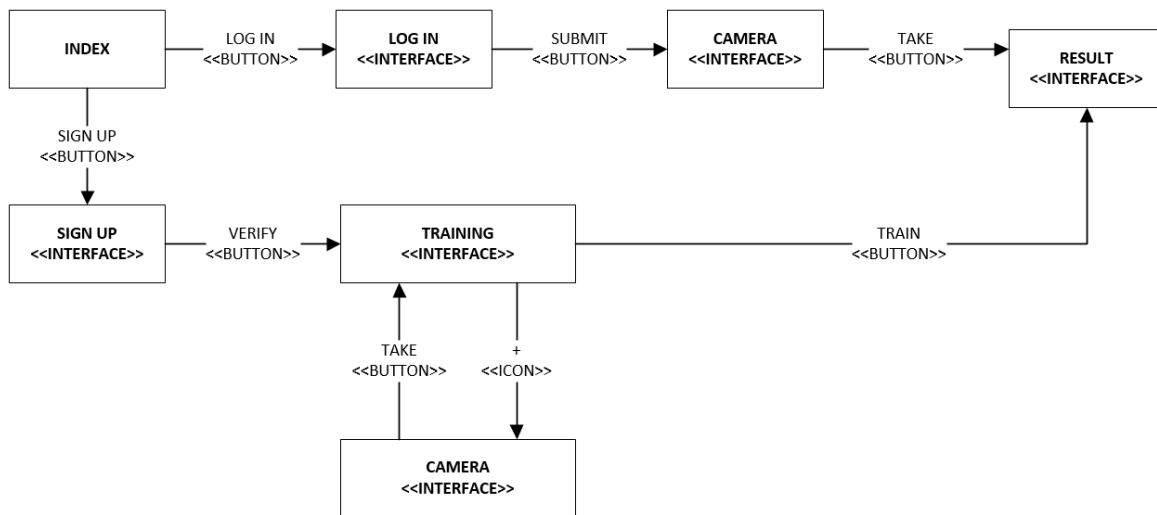 INDEX
LOG IN
<<BUTTON>>
LOG IN
<<INTERFACE>>
SUBMIT
<<BUTTON>>
CAMERA
<<INTERFACE>>
TAKE
<<BUTTON>>
RESULT
<<INTERFACE>>
SIGN UP
<<BUTTON>>
SIGN UP
<<INTERFACE>>
VERIFY
<<BUTTON>>
TRAINING
<<INTERFACE>>
TRAIN
<<BUTTON>>
TAKE
<<BUTTON>>
+
<<ICON>>
CAMERA
<<INTERFACE>>